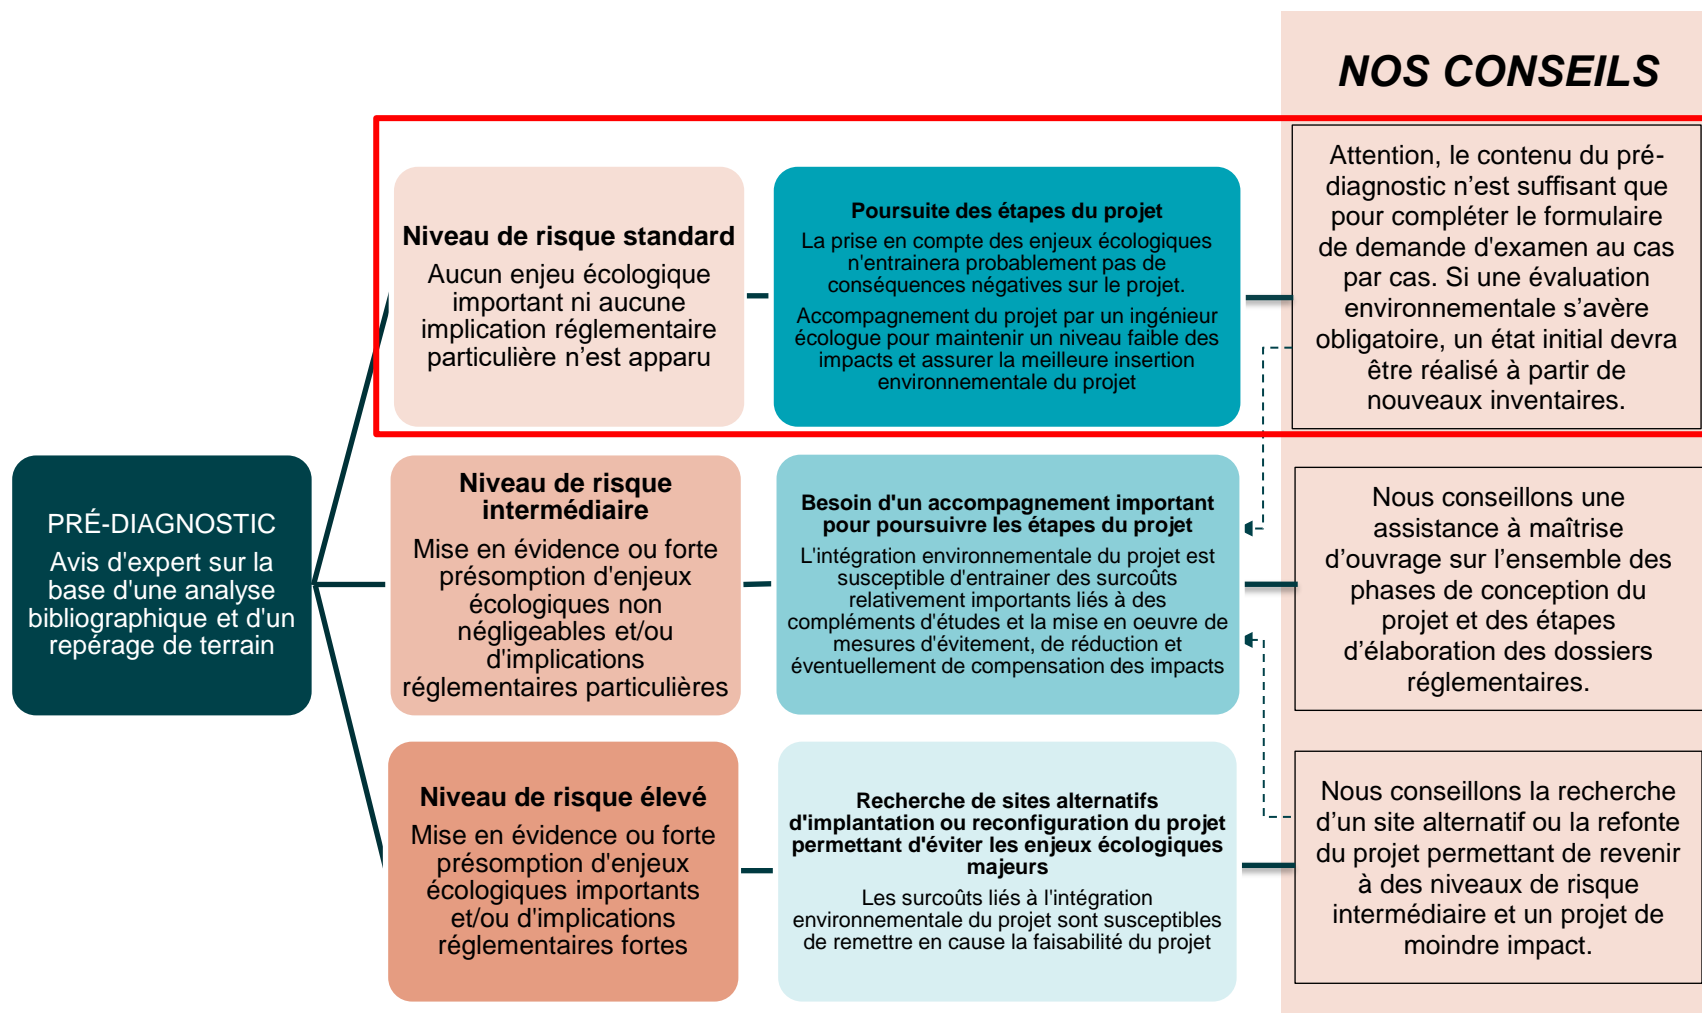 NOS CONSEILS
PRÉ-DIAGNOSTIC
Avis d'expert sur la
base d'une analyse
bibliographique et d'un
repérage de terrain
Niveau de risque standard
Aucun enjeu écologique
important ni aucune
implication réglementaire
particulière n’est apparu
Poursuite des étapes du projet
La prise en compte des enjeux écologiques
n'entrainera probablement pas de
conséquences négatives sur le projet.
Accompagnement du projet par un ingénieur
écologue pour maintenir un niveau faible des
impacts et assurer la meilleure insertion
environnementale du projet
Attention, le contenu du pré-
diagnostic n’est suffisant que
pour compléter le formulaire
de demande d'examen au cas
par cas. Si une évaluation
environnementale s’avère
obligatoire, un état initial devra
être réalisé à partir de
nouveaux inventaires.
Niveau de risque
intermédiaire
Mise en évidence ou forte
présomption d'enjeux
écologiques non
négligeables et/ou
d'implications
réglementaires particulières
Besoin d'un accompagnement important
pour poursuivre les étapes du projet
L'intégration environnementale du projet est
susceptible d'entrainer des surcoûts
relativement importants liés à des
compléments d'études et la mise en oeuvre de
mesures d'évitement, de réduction et
éventuellement de compensation des impacts
Nous conseillons une
assistance à maîtrise
d’ouvrage sur l’ensemble des
phases de conception du
projet et des étapes
d’élaboration des dossiers
réglementaires.
Niveau de risque élevé
Mise en évidence ou forte
présomption d'enjeux
écologiques importants
et/ou d'implications
réglementaires fortes
Recherche de sites alternatifs
d'implantation ou reconfiguration du projet
permettant d'éviter les enjeux écologiques
majeurs
Les surcoûts liés à l'intégration
environnementale du projet sont susceptibles
de remettre en cause la faisabilité du projet
Nous conseillons la recherche
d’un site alternatif ou la refonte
du projet permettant de revenir
à des niveaux de risque
intermédiaire et un projet de
moindre impact.